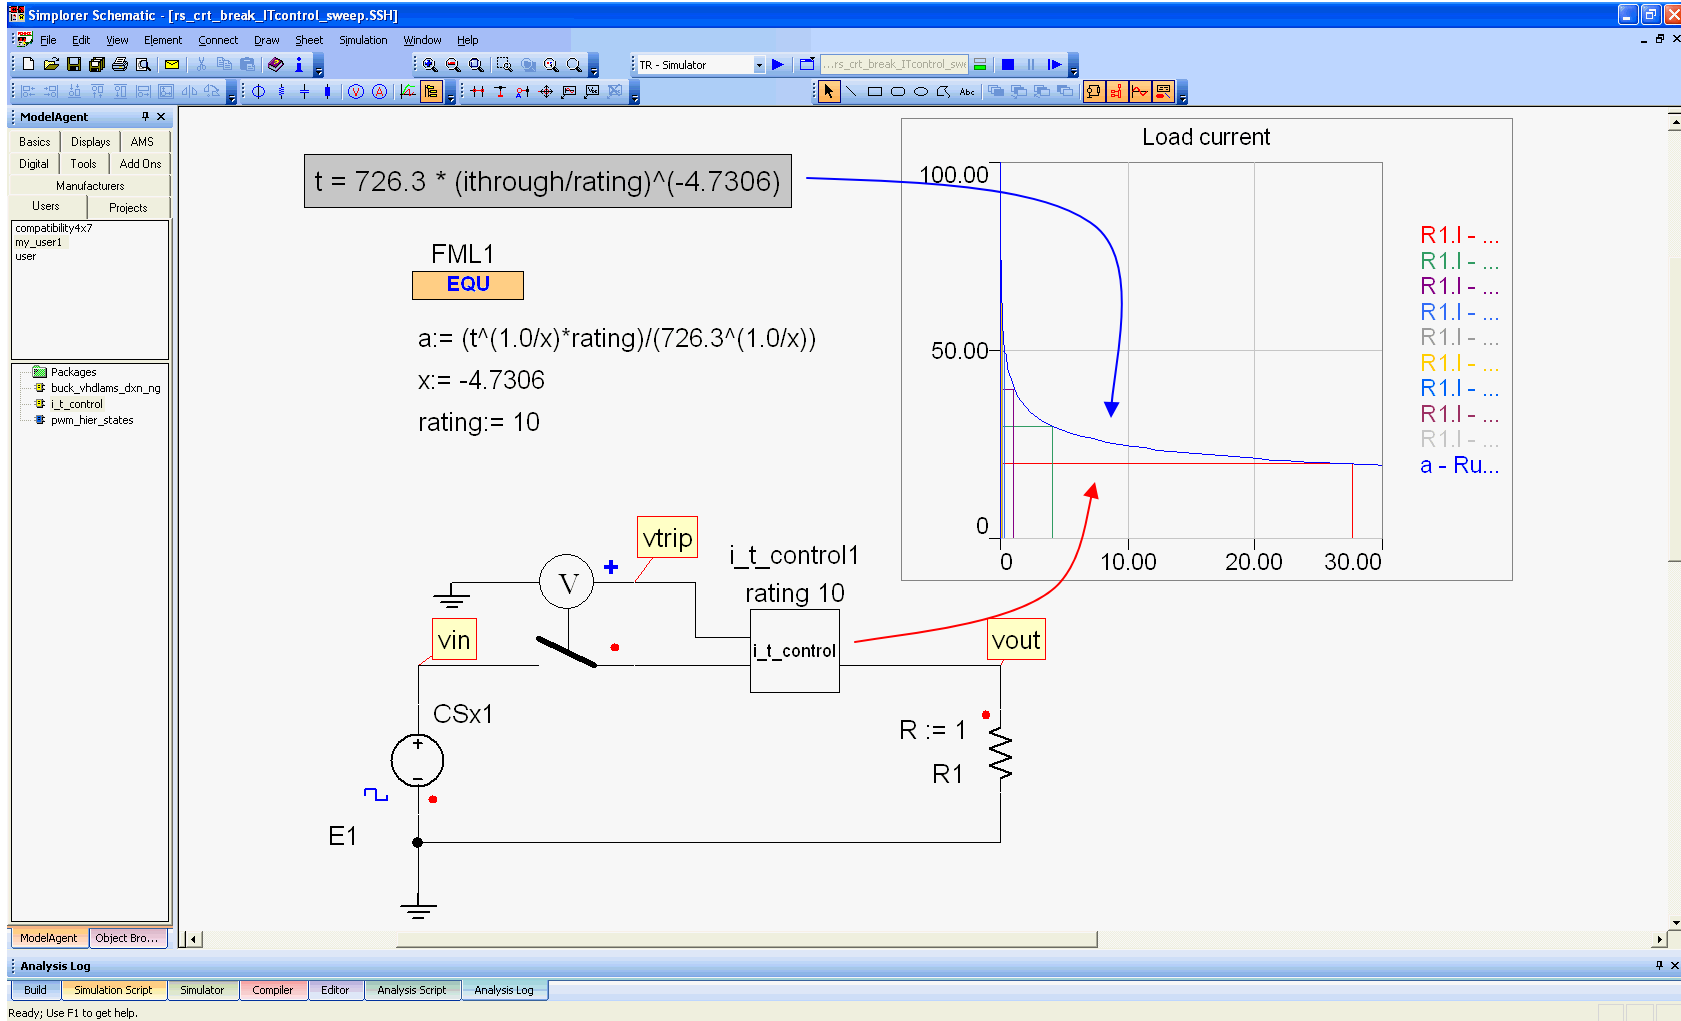 Simplorer Schematic - [rs_crt_break_ITcontrol_sweep.SSH]
File Edit View Element Connect Draw Sheet Simulation Window Help
TR - Simulator
...rs_crt_break_ITcontrol_swe
Abc
ModelAgent
Basics Displays AMS
Digital Tools Add Ons
Manufacturers
Users Projects
compatibility4x7
my_user1
user
Packages
buck_vhdlams_dxn_ng
i_t_control
pwm_hier_states
ModelAgent Object Bro...
t = 726.3 * (ithrough/rating)^(-4.7306)
FML1
EQU
a:= (t^(1.0/x)*rating)/(726.3^(1.0/x))
x:= -4.7306
rating:= 10
Load current
100.00
50.00
0
0 10.00 20.00 30.00
R1.I - ...
R1.I - ...
R1.I - ...
R1.I - ...
R1.I - ...
R1.I - ...
R1.I - ...
R1.I - ...
R1.I - ...
a - Ru...
vtrip
i_t_control1
rating 10
V
+
vin
i_t_control
vout
CSx1
R := 1
R1
E1
Analysis Log
Build Simulation Script Simulator Compiler Editor Analysis Script Analysis Log
Ready; Use F1 to get help.